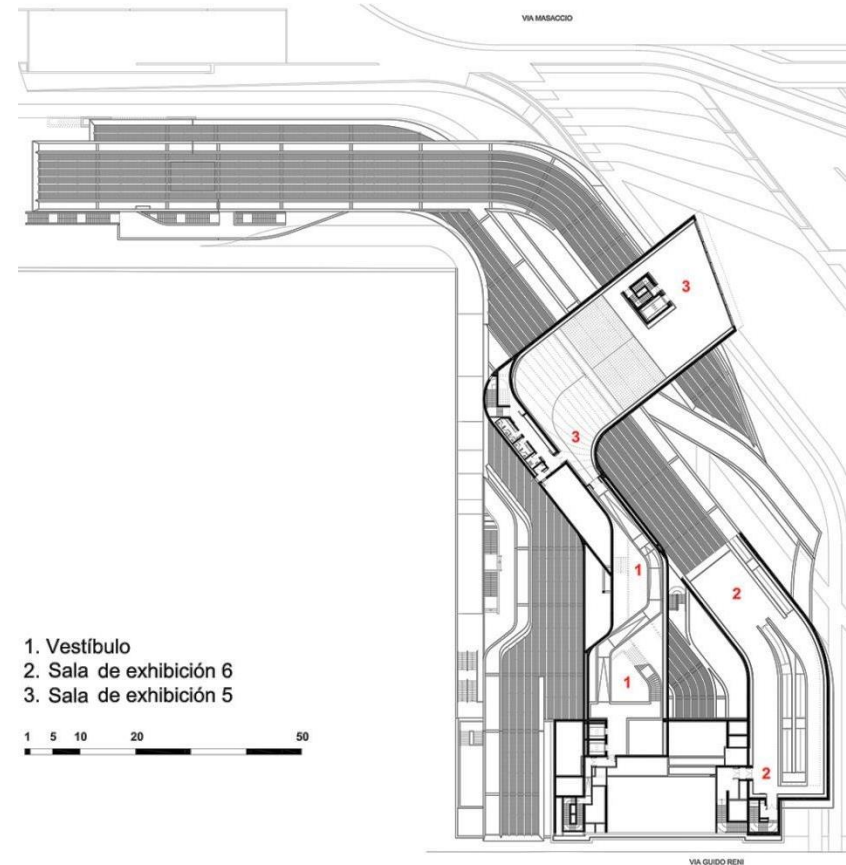 VIA MASACCIO
3
3
1
2
1
2
1. Vestíbulo
2. Sala de exhibición 6
3. Sala de exhibición 5
1 5 10 20 50
VIA GUIDO RENI